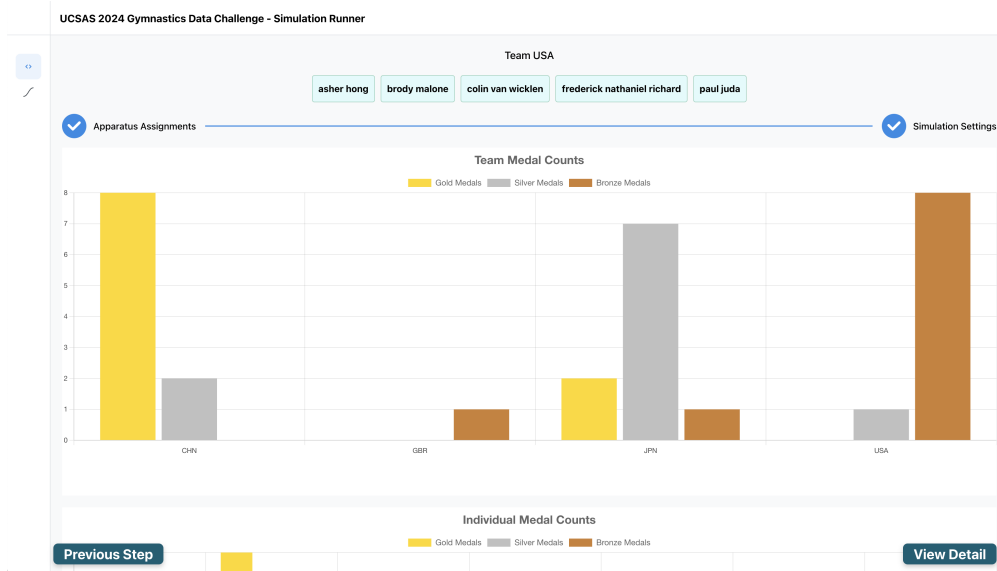 UCSAS 2024 Gymnastics Data Challenge - Simulation Runner
Team USA
asher hong brody malone colin van wicklen frederick nathaniel richard paul juda
Apparatus Assignments Simulation Settings
Team Medal Counts
Gold Medals Silver Medals Bronze Medals
8
7
6
5
4
3
2
1
0
CHN GBR JPN USA
Individual Medal Counts
Gold Medals Silver Medals Bronze Medals
Previous Step View Detail